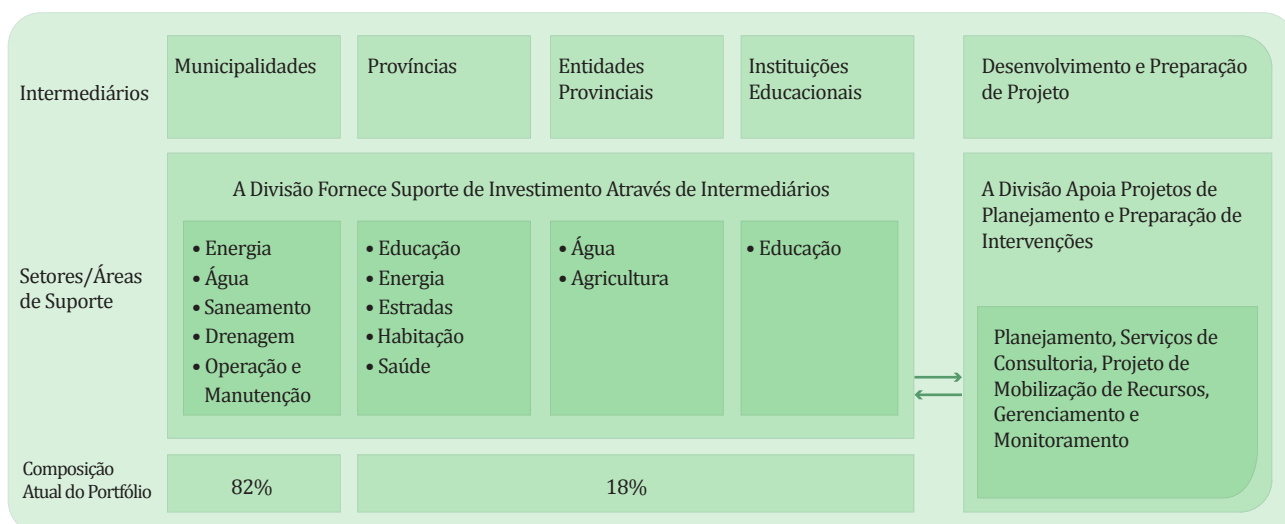 Intermediários
Municipalidades
Províncias
Entidades
Provinciais
Instituições
Educacionais
Desenvolvimento e Preparação
de Projeto
Setores/Áreas
de Suporte
A Divisão Fornece Suporte de Investimento Através de Intermediários
• Energia
• Água
• Saneamento
• Drenagem
• Operação e
Manutenção
• Educação
• Energia
• Estradas
• Habitação
• Saúde
• Água
• Agricultura
• Educação
A Divisão Apoia Projetos de
Planejamento e Preparação de
Intervenções
Planejamento, Serviços de
Consultoria, Projeto de
Mobilização de Recursos,
Gerenciamento e
Monitoramento
Composição
Atual do Portfólio
82%
18%